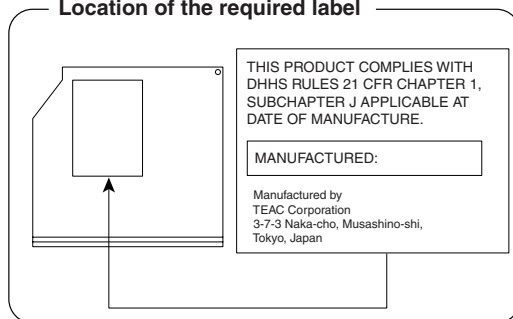 Location of the required label
THIS PRODUCT COMPLIES WITH
DHHS RULES 21 CFR CHAPTER 1,
SUBCHAPTER J APPLICABLE AT
DATE OF MANUFACTURE.
MANUFACTURED:
Manufactured by
TEAC Corporation
3-7-3 Naka-cho, Musashino-shi,
Tokyo, Japan